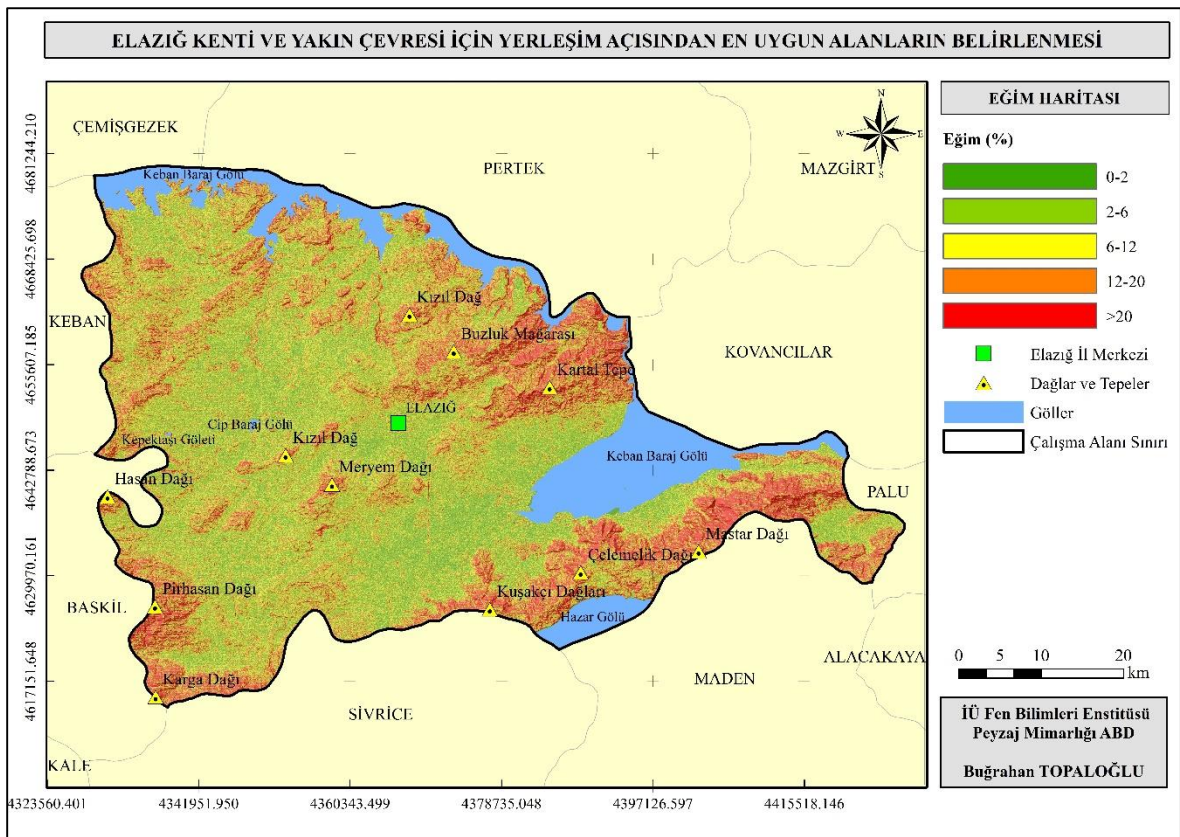 ELAZIĞ KENTİ VE YAKIN ÇEVRESİ İÇİN YERLEŞİM AÇISINDAN EN UYGUN ALANLARIN BELİRLENMESİ
ÇEMİŞGEZEK
PERTEK
MAZGİRT
N
W
E
S
Keban Baraj Gölü
KEBAN
Kızıl Dağ
Buzluk Mağarası
KOVANCILAR
Kartal Tepe
ELAZIĞ
Cip Baraj Gölü
Kepektaşı Göleti
Kızıl Dağ
Keban Baraj Gölü
Meryem Dağı
Hasan Dağı
PALU
Mastar Dağı
Çelemelik Dağı
Pirhasan Dağı
BASKİL
Kuşakçi Dağları
Hazar Gölü
ALACAKAYA
Karga Dağı
MADEN
SİVRİCE
KALE
4681244.210
4668425.698
4655607.185
4642788.673
4629970.161
4617151.648
4323560.401
4341951.950
4360343.499
4378735.048
4397126.597
4415518.146
EĞİM HARİTASI
Eğim (%)
0-2
2-6
6-12
12-20
>20
Elazığ İl Merkezi
Dağlar ve Tepeler
Göller
Çalışma Alanı Sınırı
0 5 10 20
km
İÜ Fen Bilimleri Enstitüsü
Peyzaj Mimarlığı ABD
Buğrahan TOPALOĞLU